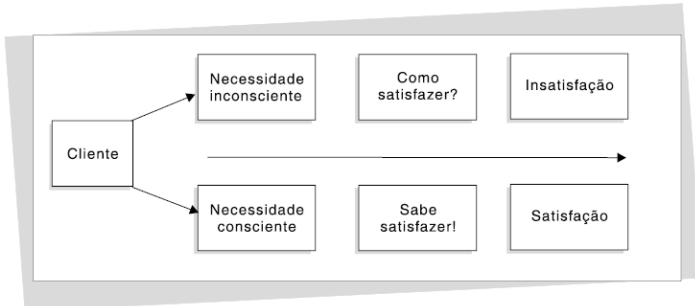 Cliente
Necessidade
inconsciente
Como
satisfazer?
Insatisfação
Necessidade
consciente
Sabe
satisfazer!
Satisfação